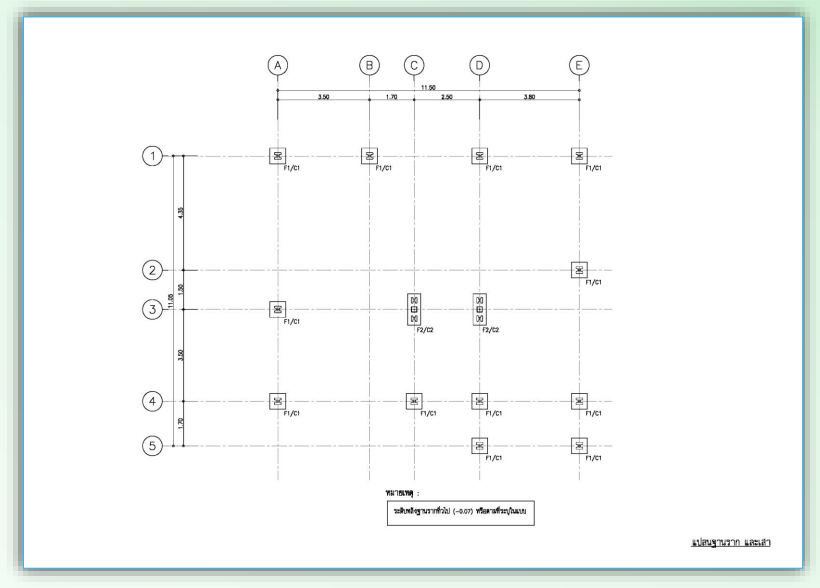 A B C D E
11.50
3.50 1.70 2.50 3.80
1
F1/C1 F1/C1 F1/C1 F1/C1
4.35
2
F1/C1
1.50
11.05
3
F1/C1 F2/C2 F2/C2
3.50
4
F1/C1 F1/C1 F1/C1 F1/C1
1.70
5
F1/C1 F1/C1
หมายเหตุ :
ระดับหลังฐานรากทั่วไป (-0.07) หรือตามที่ระบุในแบบ
แปลนฐานราก และเสา